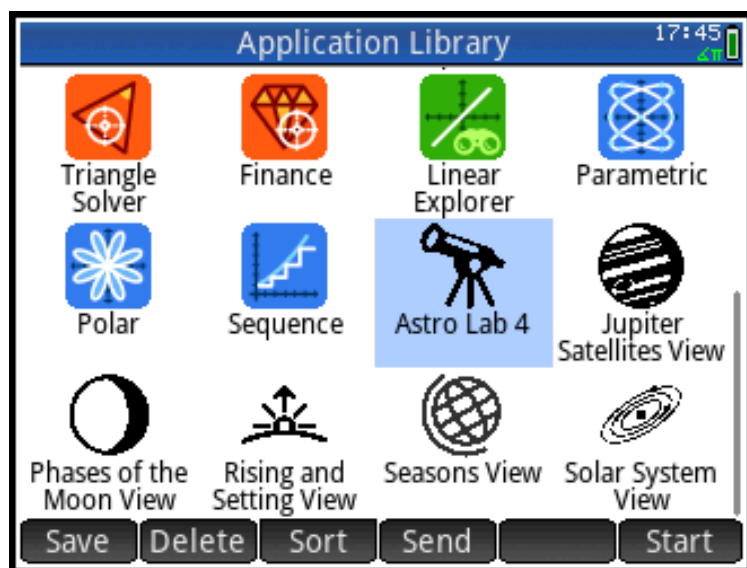 Application Library
17:45
∡π
Triangle
Solver
Finance
Linear
Explorer
Parametric
Polar
Sequence
Astro Lab 4
Jupiter
Satellites View
Phases of the
Moon View
Rising and
Setting View
Seasons View
Solar System
View
Save Delete Sort Send Start